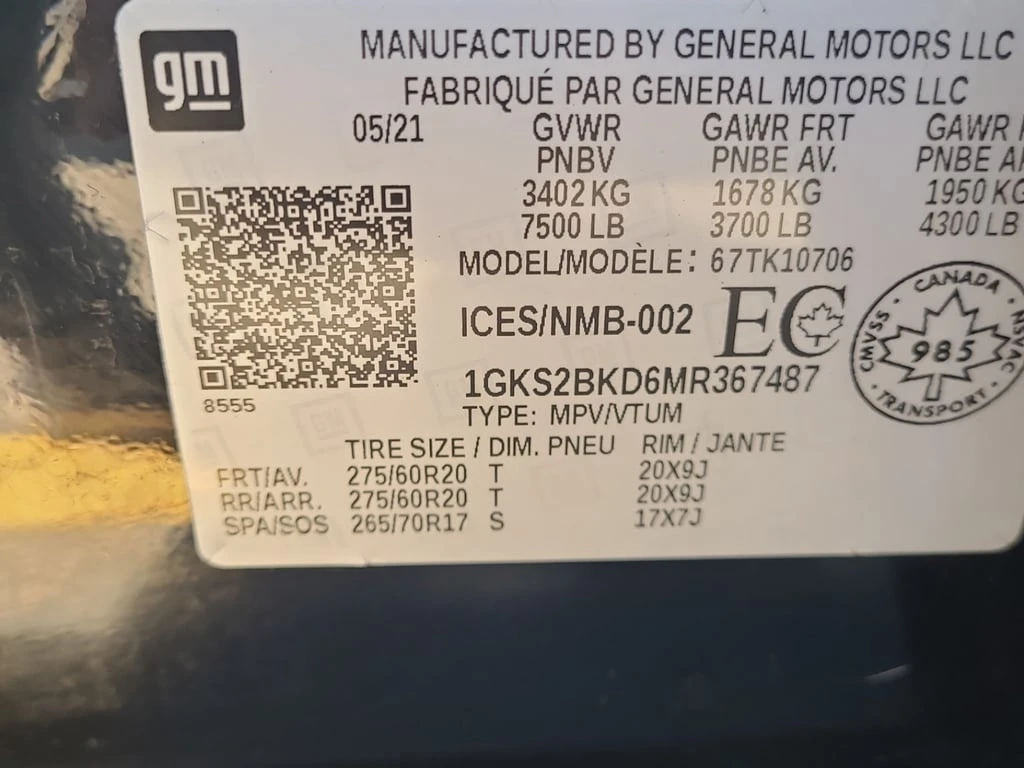 gm
MANUFACTURED BY GENERAL MOTORS LLC
FABRIQUÉ PAR GENERAL MOTORS LLC
05/21 GVWR GAWR FRT GAWR
PNBV PNBE AV. PNBE
3402 KG 1678 KG 1950 KG
7500 LB 3700 LB 4300 LB
MODEL/MODÈLE: 67TK10706
ICES/NMB-002 EC
CANADA
CMVSS · NSVAC
985
TRANSPORT
1GKS2BKD6MR367487
8555
TYPE: MPV/VTUM
TIRE SIZE / DIM. PNEU RIM / JANTE
FRT/AV. 275/60R20 T 20X9J
RR/ARR. 275/60R20 T 20X9J
SPA/SOS 265/70R17 S 17X7J